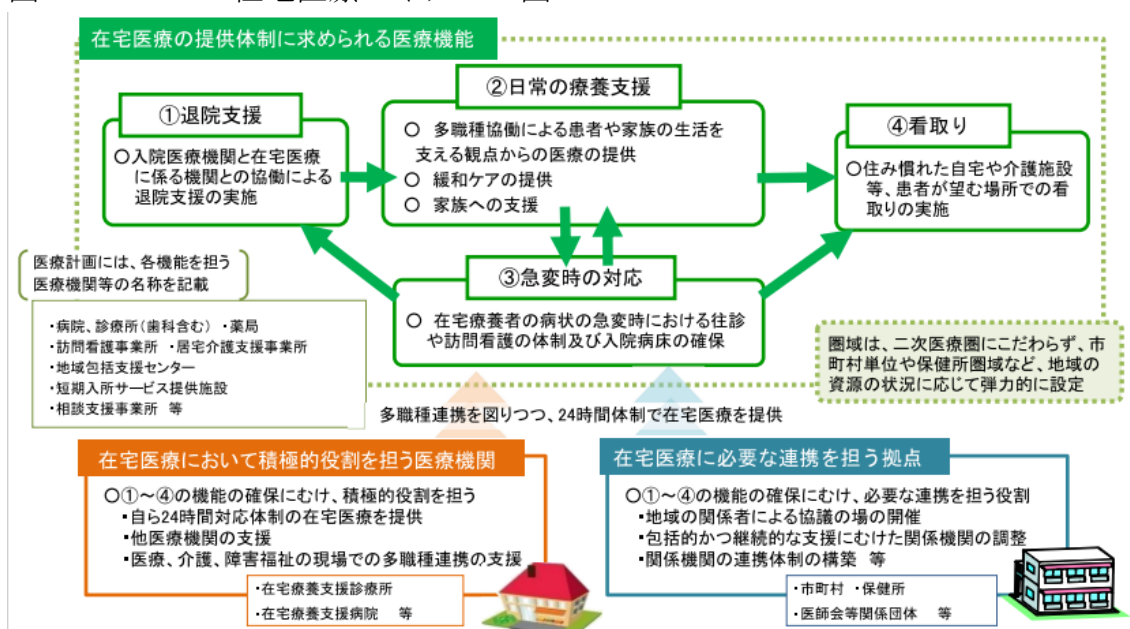 在宅医療の提供体制に求められる医療機能
①退院支援
〇入院医療機関と在宅医療
に係る機関との協働による
退院支援の実施
②日常の療養支援
〇 多職種協働による患者や家族の生活を
支える観点からの医療の提供
〇 緩和ケアの提供
〇 家族への支援
④看取り
〇住み慣れた自宅や介護施設
等、患者が望む場所での看
取りの実施
③急変時の対応
〇 在宅療養者の病状の急変時における往診
や訪問看護の体制及び入院病床の確保
医療計画には、各機能を担う
医療機関等の名称を記載
・病院、診療所(歯科含む) ・薬局
・訪問看護事業所 ・居宅介護支援事業所
・地域包括支援センター
・短期入所サービス提供施設
・相談支援事業所 等
圏域は、二次医療圏にこだわらず、市
町村単位や保健所圏域など、地域の
資源の状況に応じて弾力的に設定
多職種連携を図りつつ、24時間体制で在宅医療を提供
在宅医療において積極的役割を担う医療機関
〇①~④の機能の確保にむけ、積極的役割を担う
・自ら24時間対応体制の在宅医療を提供
・他医療機関の支援
・医療、介護、障害福祉の現場での多職種連携の支援
・在宅療養支援診療所
・在宅療養支援病院 等
在宅医療に必要な連携を担う拠点
〇①~④の機能の確保にむけ、必要な連携を担う役割
・地域の関係者による協議の場の開催
・包括的かつ継続的な支援にむけた関係機関の調整
・関係機関の連携体制の構築 等
・市町村 ・保健所
・医師会等関係団体 等